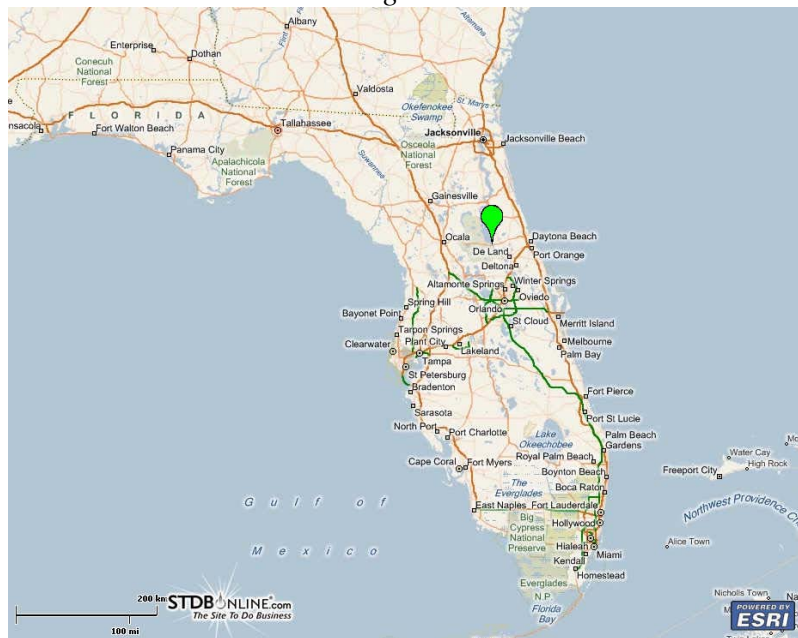 Albany
Enterprise
Dothan
Conecuh
National
Forest
Valdosta
Okefenokee
Swamp
St. Marys
F L O R I D A
Fort Walton Beach
Tallahassee
Jacksonville
Jacksonville Beach
Panama City
Apalachicola
National
Forest
Suwannee
Osceola
National
Forest
Gainesville
Ocala
Daytona Beach
De Land
Port Orange
Deltona
Altamonte Springs
Winter Springs
Oviedo
Spring Hill
Orlando
Bayonet Point
St Cloud
Merritt Island
Tarpon Springs
Plant City
Melbourne
Clearwater
Lakeland
Palm Bay
Tampa
St Petersburg
Bradenton
Fort Pierce
Sarasota
Port St Lucie
North Port
Port Charlotte
Lake
Okeechobee
Palm Beach
Gardens
Royal Palm Beach
Water Cay
Cape Coral
Fort Myers
Freeport City
High Rock
Boynton Beach
The
Everglades
Boca Raton
Gulf of
Mexico
East Naples
Fort Lauderdale
Northwest Providence
Big
Cypress
National
Preserve
Hollywood
Alice Town
Hialeah
Miami
Kendall
Homestead
Everglades
N.P.
Florida
Bay
Nicholls Town
200 km
100 mi
STDBONLINE.com
The Site To Do Business
POWERED BY
ESRI